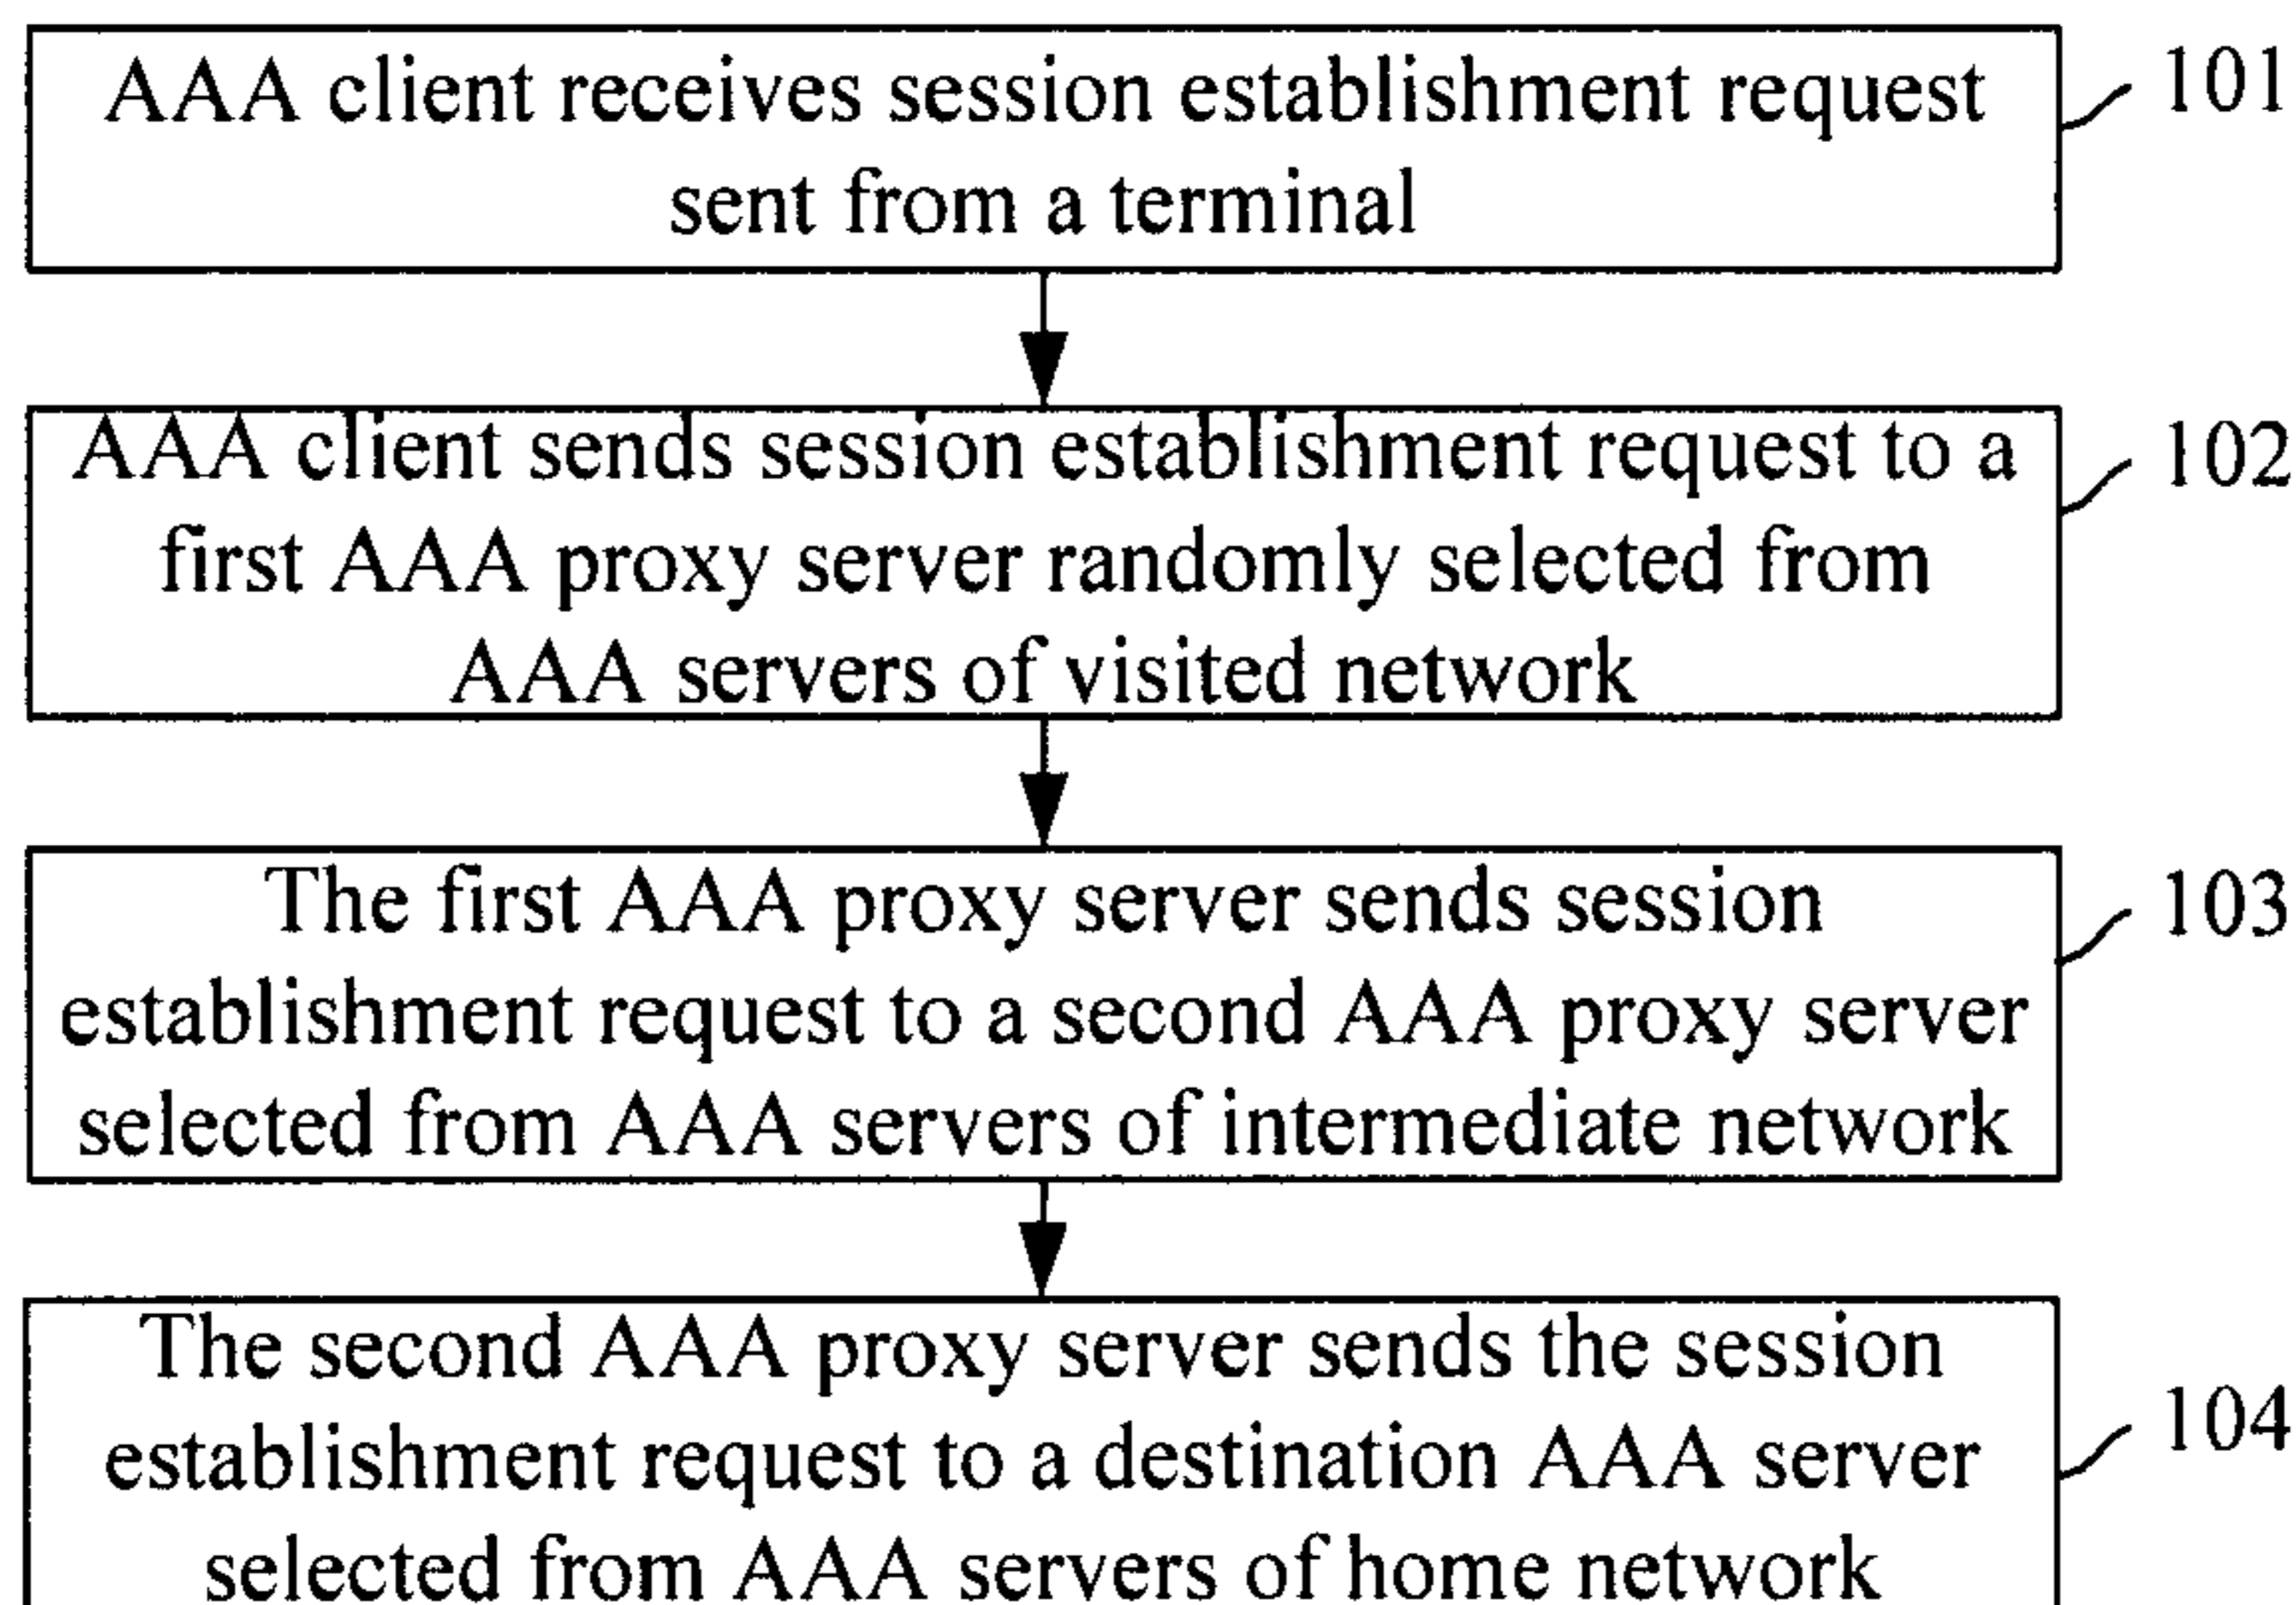 AAA client receives session establishment request
sent from a terminal
101
AAA client sends session establishment request to a
first AAA proxy server randomly selected from
AAA servers of visited network
102
The first AAA proxy server sends session
establishment request to a second AAA proxy server
selected from AAA servers of intermediate network
103
The second AAA proxy server sends the session
establishment request to a destination AAA server
selected from AAA servers of home network
104